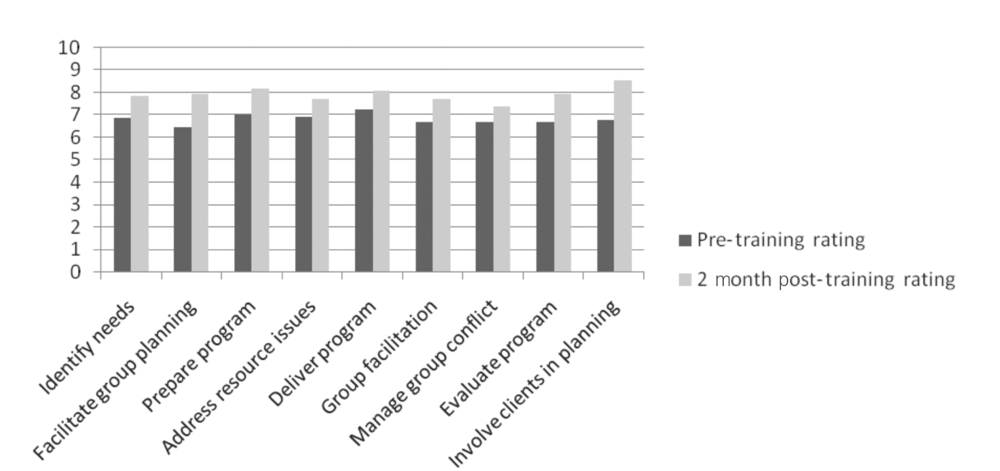 10
9
8
7
6
5
4
3
2
1
0
Pre-training rating
2 month post-training rating
Identify needs
Facilitate group planning
Prepare program
Address resource issues
Deliver program
Group facilitation
Manage group conflict
Evaluate program
Involve clients in planning